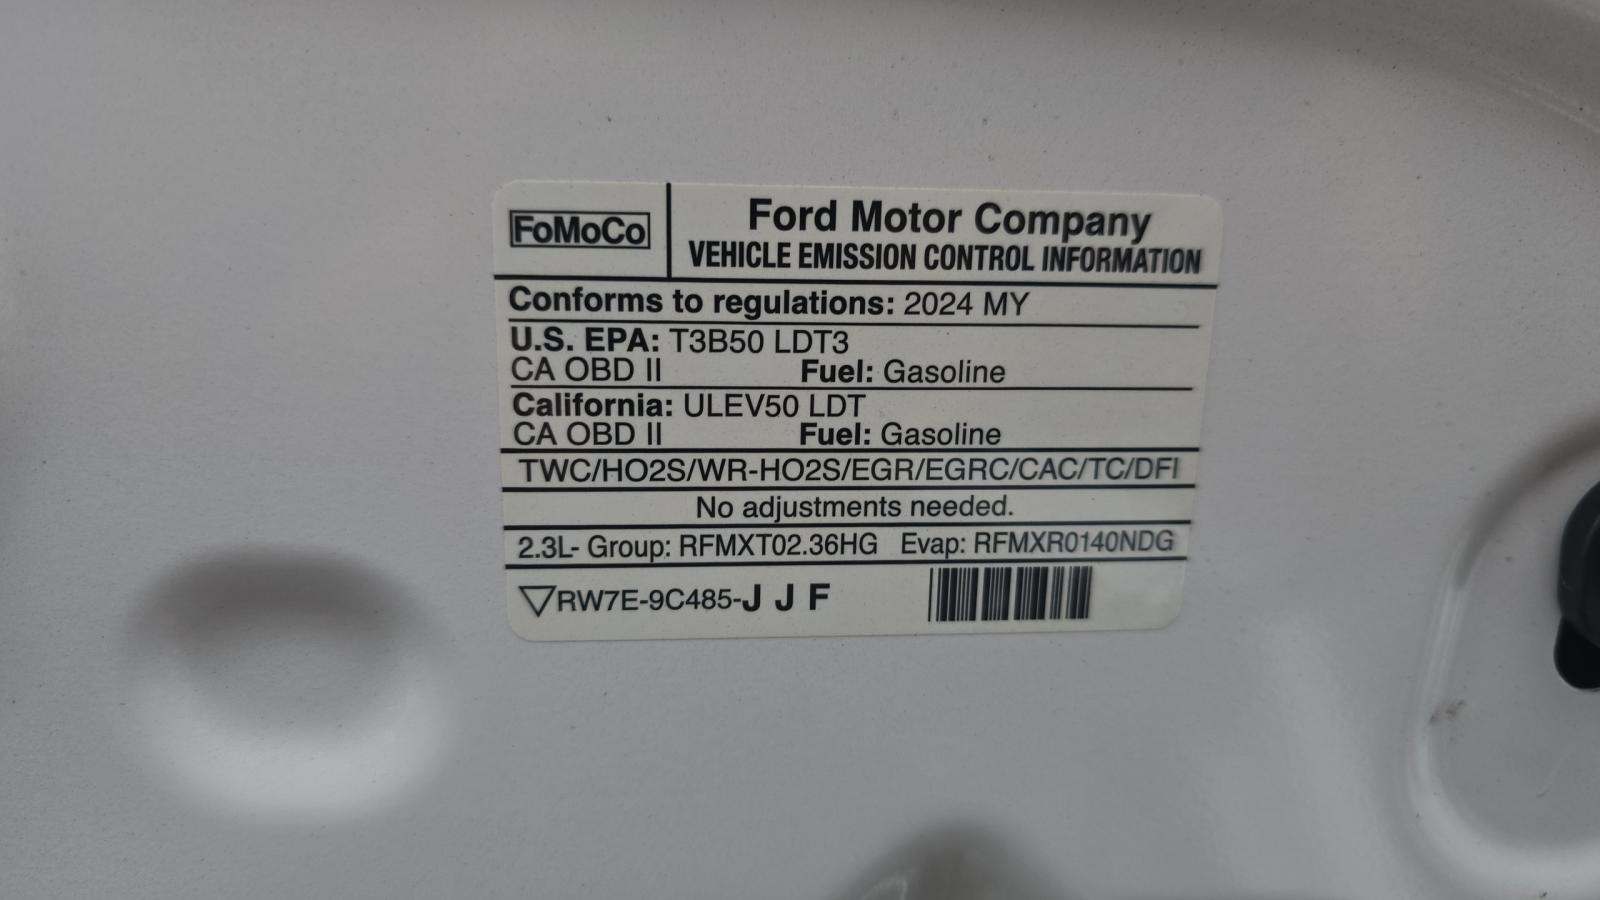 FoMoCo
Ford Motor Company
VEHICLE EMISSION CONTROL INFORMATION
Conforms to regulations: 2024 MY
U.S. EPA: T3B50 LDT3
CA OBD II Fuel: Gasoline
California: ULEV50 LDT
CA OBD II Fuel: Gasoline
TWC/HO2S/WR-HO2S/EGR/EGRC/CAC/TC/DFI
No adjustments needed.
2.3L- Group: RFMXT02.36HG Evap: RFMXR0140NDG
RW7E-9C485-J J F